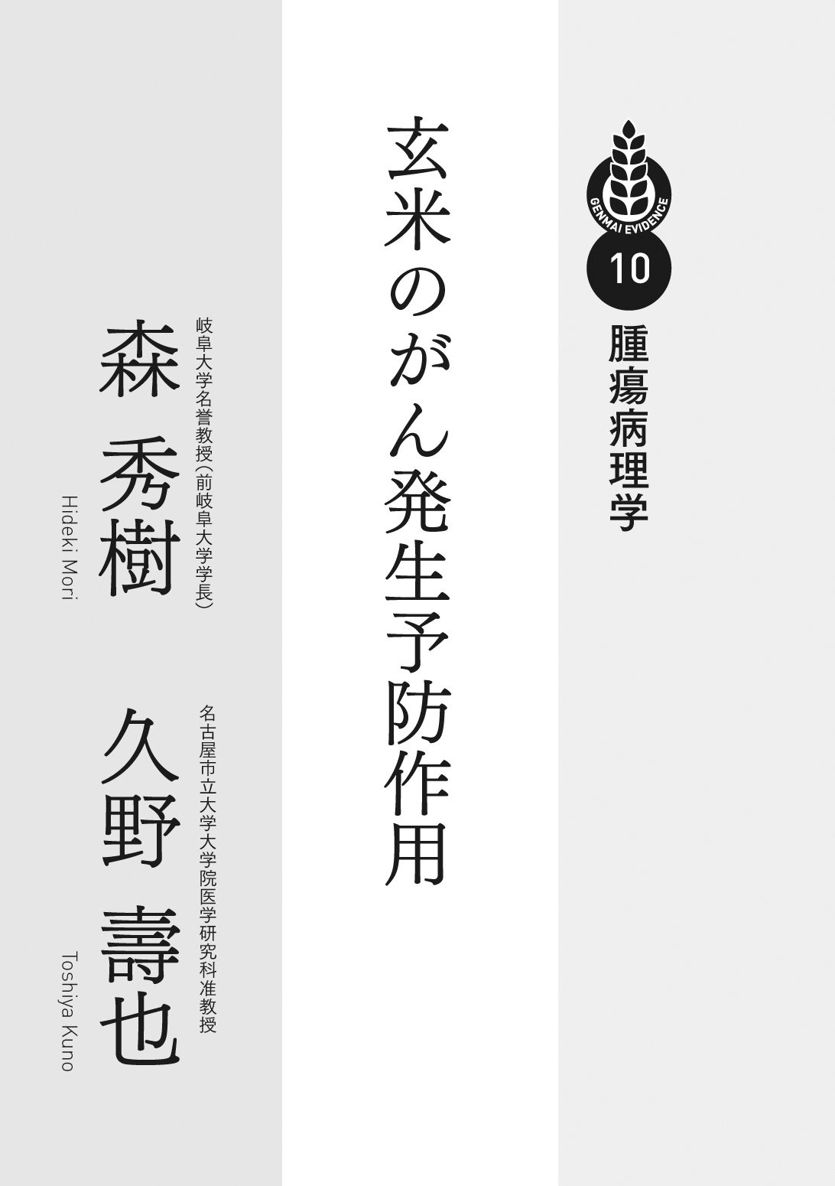 GENMAI EVIDENCE
10
腫瘍病理学
玄米のがん発生予防作用
岐阜大学名誉教授（前岐阜大学学長）
森 秀樹
Hideki Mori
名古屋市立大学大学院医学研究科准教授
久野 壽也
Toshiya Kuno